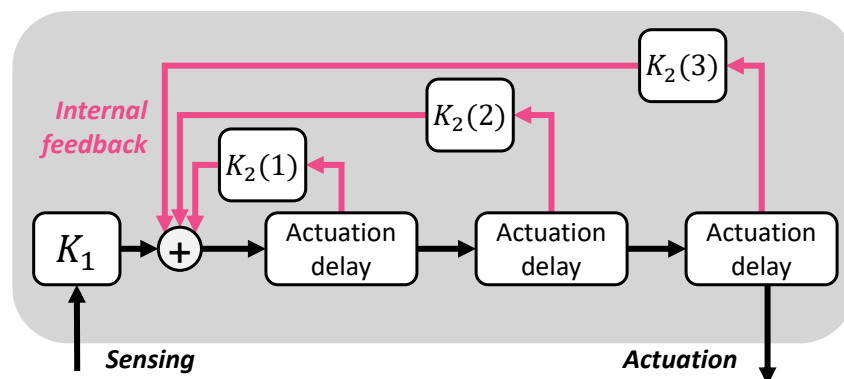 K₂(3)
Internal
feedback
K₂(2)
K₂(1)
K₁
+
Actuation
delay
Actuation
delay
Actuation
delay
Sensing
Actuation